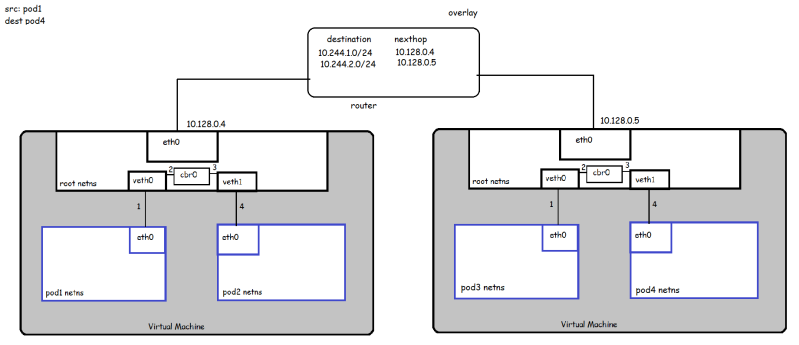 src: pod1
dest pod4
overlay
destination nexthop
10.244.1.0/24 10.128.0.4
10.244.2.0/24 10.128.0.5
router
10.128.0.4
eth0
2 3
veth0 cbr0 veth1
root netns
1 4
eth0 eth0
pod1 netns pod2 netns
Virtual Machine
10.128.0.5
eth0
2 3
veth0 cbr0 veth1
root netns
1 4
eth0 eth0
pod3 netns pod4 netns
Virtual Machine